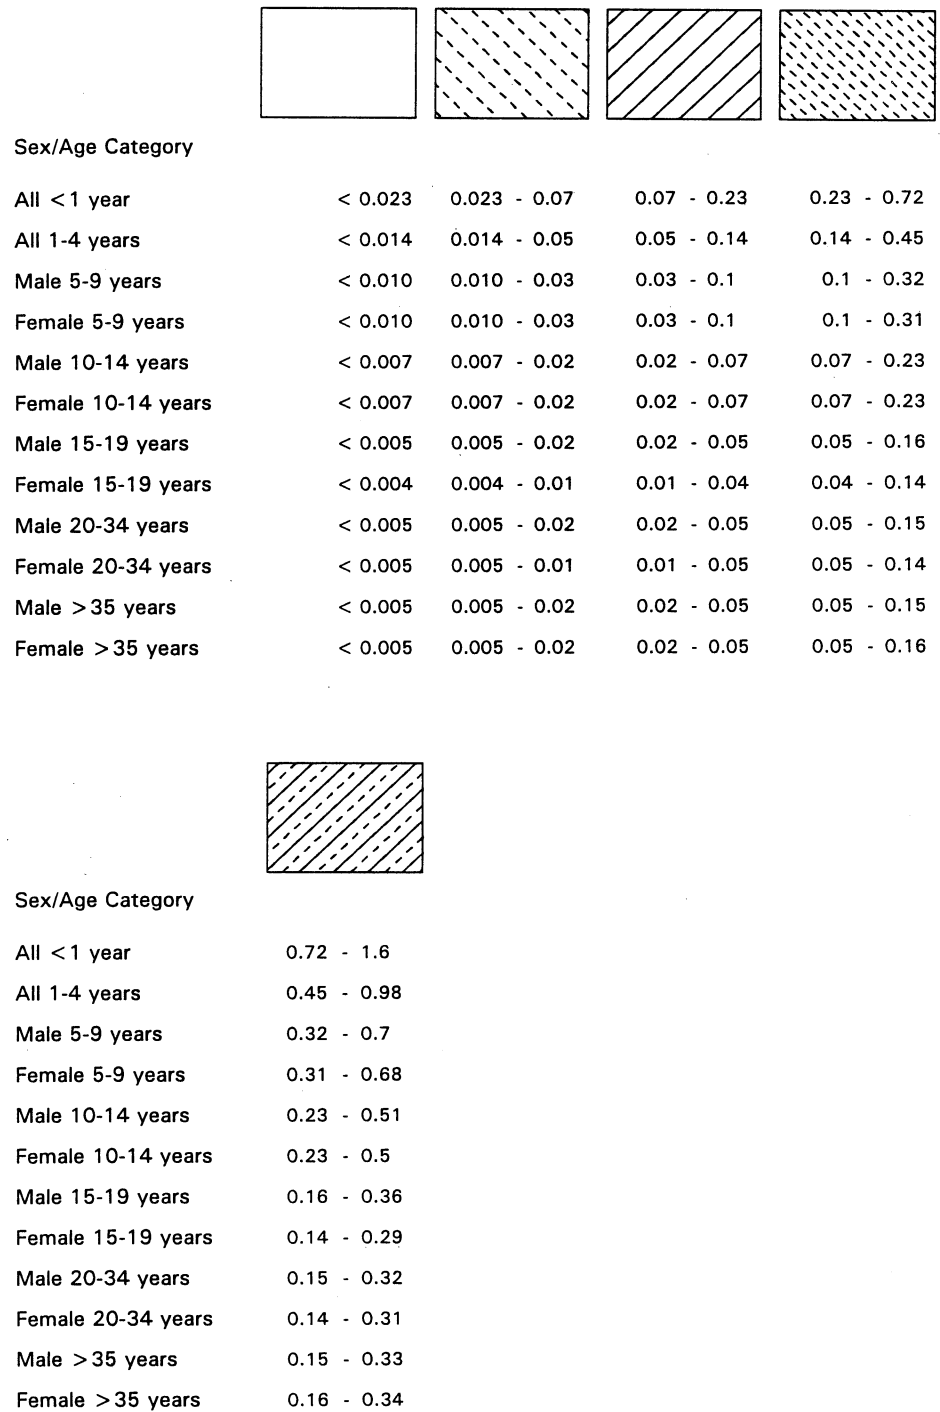 Sex/Age Category
All <1 year < 0.023 0.023 - 0.07 0.07 - 0.23 0.23 - 0.72
All 1-4 years < 0.014 0.014 - 0.05 0.05 - 0.14 0.14 - 0.45
Male 5-9 years < 0.010 0.010 - 0.03 0.03 - 0.1 0.1 - 0.32
Female 5-9 years < 0.010 0.010 - 0.03 0.03 - 0.1 0.1 - 0.31
Male 10-14 years < 0.007 0.007 - 0.02 0.02 - 0.07 0.07 - 0.23
Female 10-14 years < 0.007 0.007 - 0.02 0.02 - 0.07 0.07 - 0.23
Male 15-19 years < 0.005 0.005 - 0.02 0.02 - 0.05 0.05 - 0.16
Female 15-19 years < 0.004 0.004 - 0.01 0.01 - 0.04 0.04 - 0.14
Male 20-34 years < 0.005 0.005 - 0.02 0.02 - 0.05 0.05 - 0.15
Female 20-34 years < 0.005 0.005 - 0.01 0.01 - 0.05 0.05 - 0.14
Male >35 years < 0.005 0.005 - 0.02 0.02 - 0.05 0.05 - 0.15
Female >35 years < 0.005 0.005 - 0.02 0.02 - 0.05 0.05 - 0.16
Sex/Age Category
All <1 year 0.72 - 1.6
All 1-4 years 0.45 - 0.98
Male 5-9 years 0.32 - 0.7
Female 5-9 years 0.31 - 0.68
Male 10-14 years 0.23 - 0.51
Female 10-14 years 0.23 - 0.5
Male 15-19 years 0.16 - 0.36
Female 15-19 years 0.14 - 0.29
Male 20-34 years 0.15 - 0.32
Female 20-34 years 0.14 - 0.31
Male >35 years 0.15 - 0.33
Female >35 years 0.16 - 0.34